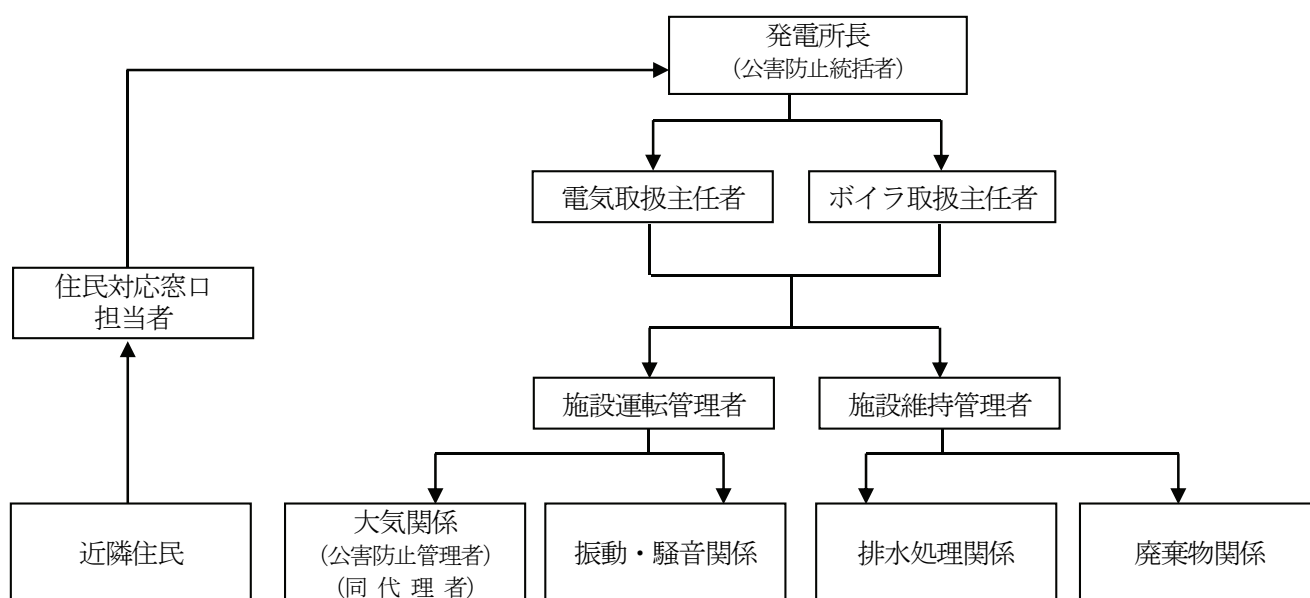 発電所長
(公害防止統括者)
電気取扱主任者
ボイラ取扱主任者
住民対応窓口
担当者
施設運転管理者
施設維持管理者
近隣住民
大気関係
(公害防止管理者)
(同 代 理 者)
振動・騒音関係
排水処理関係
廃棄物関係